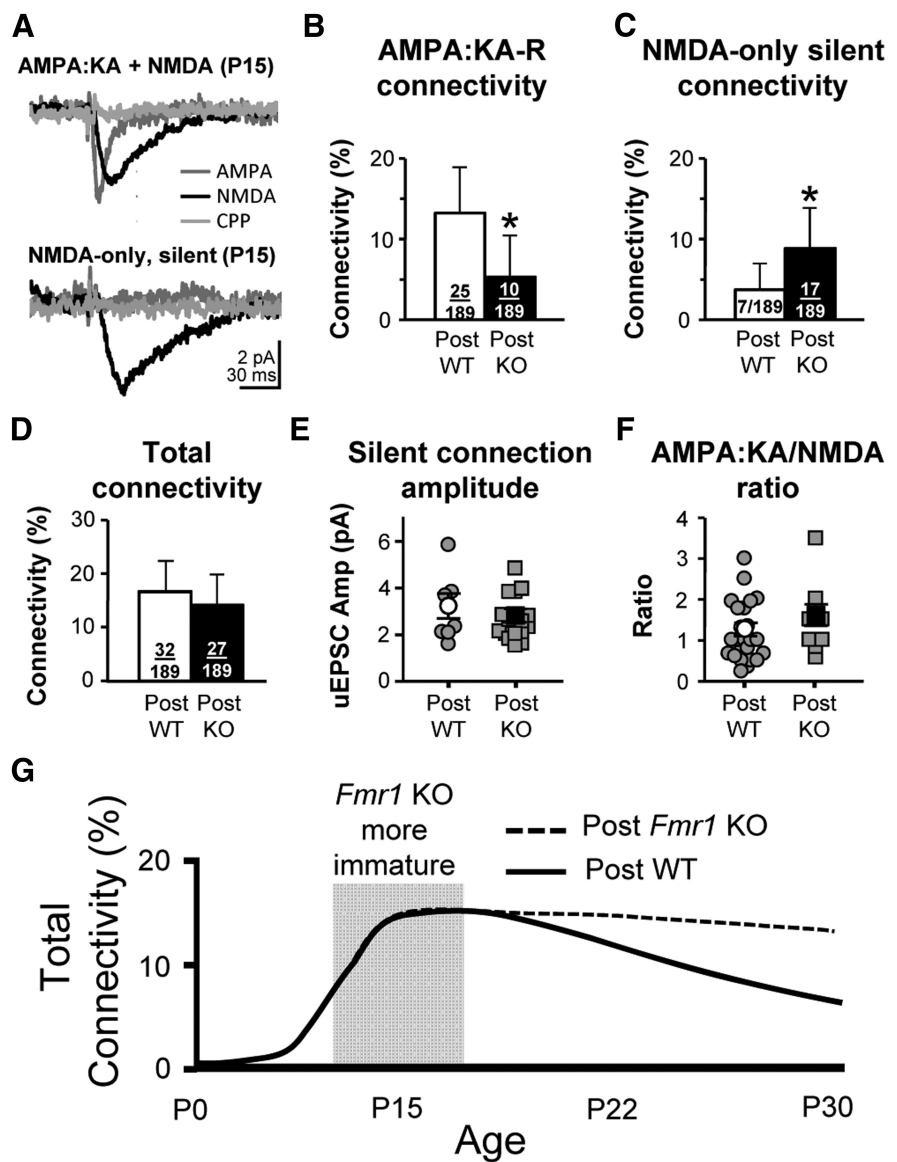 A
AMPA:KA + NMDA (P15)
AMPA
NMDA
CPP
NMDA-only, silent (P15)
2 pA
30 ms
B
AMPA:KA-R
connectivity
Connectivity (%)
20
10
0
25
189
10
189
*
Post
WT
Post
KO
C
NMDA-only silent
connectivity
Connectivity (%)
20
10
0
7/189
17
189
*
Post
WT
Post
KO
D
Total
connectivity
Connectivity (%)
30
20
10
0
32
189
27
189
Post
WT
Post
KO
E
Silent connection
amplitude
uEPSC Amp (pA)
6
4
2
0
Post
WT
Post
KO
F
AMPA:KA/NMDA
ratio
Ratio
4
3
2
1
0
Post
WT
Post
KO
G
Fmr1 KO
more
immature
Post Fmr1 KO
Post WT
Total
Connectivity (%)
20
10
0
P0
P15
P22
P30
Age